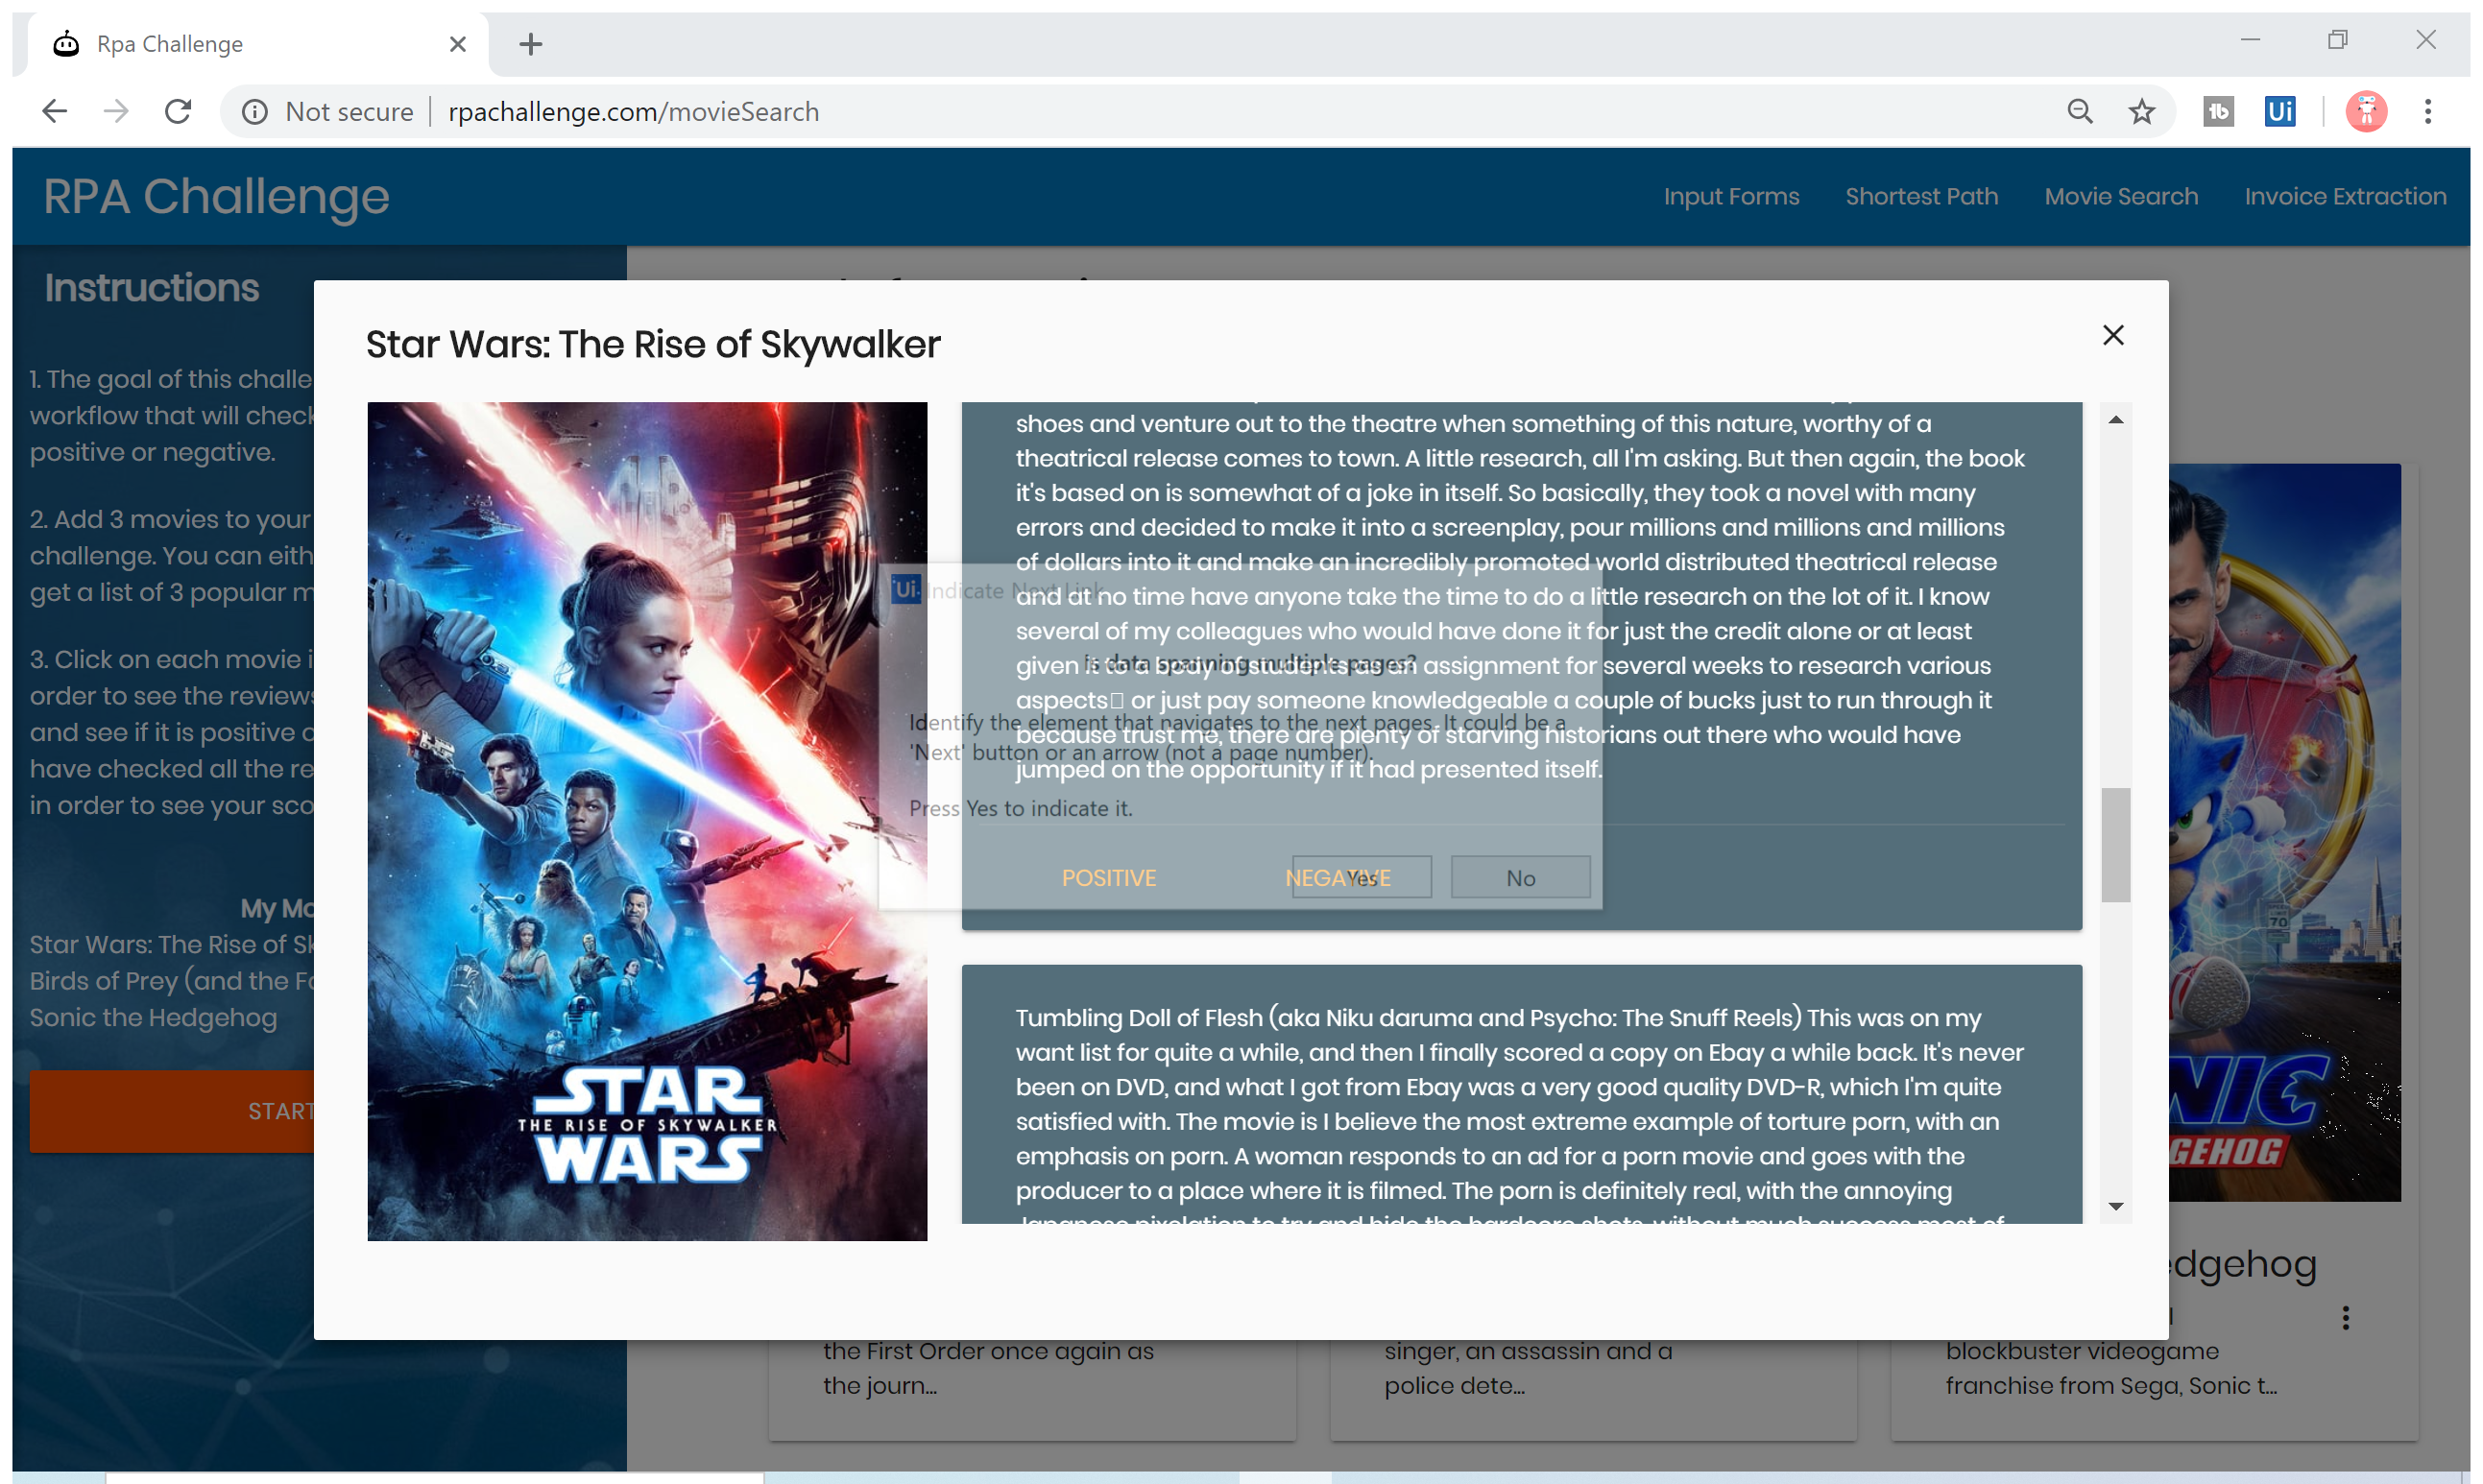 Rpa Challenge
Not secure
rpachallenge.com/movieSearch
Ui
RPA Challenge
Input Forms
Shortest Path
Movie Search
Invoice Extraction
Instructions
1. The goal of this challe
workflow that will check
positive or negative.
2. Add 3 movies to your
challenge. You can eith
get a list of 3 popular m
3. Click on each movie i
order to see the reviews
and see if it is positive o
have checked all the re
in order to see your sco
My Mo
Star Wars: The Rise of Sk
Birds of Prey (and the Fa
Sonic the Hedgehog
START
Star Wars: The Rise of Skywalker
STAR
THE RISE OF SKYWALKER
WARS
shoes and venture out to the theatre when something of this nature, worthy of a
theatrical release comes to town. A little research, all I'm asking. But then again, the book
it's based on is somewhat of a joke in itself. So basically, they took a novel with many
errors and decided to make it into a screenplay, pour millions and millions and millions
of dollars into it and make an incredibly promoted world distributed theatrical release
and at no time have anyone take the time to do a little research on the lot of it. I know
several of my colleagues who would have done it for just the credit alone or at least
given it to a body of students as an assignment for several weeks to research various
aspects or just pay someone knowledgeable a couple of bucks just to run through it
because trust me, there are plenty of starving historians out there who would have
jumped on the opportunity if it had presented itself.
POSITIVE
NEGATIVE
Ui
Indicate Next Link
Is data spanning multiple pages?
Identify the element that navigates to the next pages. It could be a
'Next' button or an arrow (not a page number).
Press Yes to indicate it.
Yes
No
Tumbling Doll of Flesh (aka Niku daruma and Psycho: The Snuff Reels) This was on my
want list for quite a while, and then I finally scored a copy on Ebay a while back. It's never
been on DVD, and what I got from Ebay was a very good quality DVD-R, which I'm quite
satisfied with. The movie is I believe the most extreme example of torture porn, with an
emphasis on porn. A woman responds to an ad for a porn movie and goes with the
producer to a place where it is filmed. The porn is definitely real, with the annoying
Japanese pixelation to try and hide the hardcore shots, without much success most of
70
NIC
GEHOG
edgehog
the First Order once again as
the journ...
singer, an assassin and a
police dete...
blockbuster videogame
franchise from Sega, Sonic t...